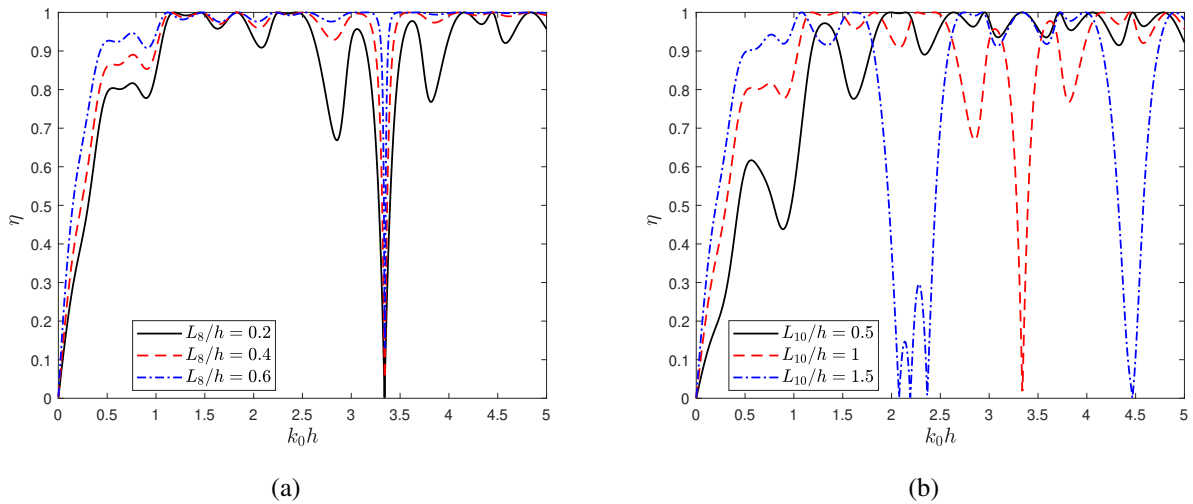 1
0.9
0.8
0.7
0.6
0.5
0.4
0.3
0.2
0.1
0
η
L₈/h = 0.2
L₈/h = 0.4
L₈/h = 0.6
0 0.5 1 1.5 2 2.5 3 3.5 4 4.5 5
k₀h
(a)
1
0.9
0.8
0.7
0.6
0.5
0.4
0.3
0.2
0.1
0
η
L₁₀/h = 0.5
L₁₀/h = 1
L₁₀/h = 1.5
0 0.5 1 1.5 2 2.5 3 3.5 4 4.5 5
k₀h
(b)